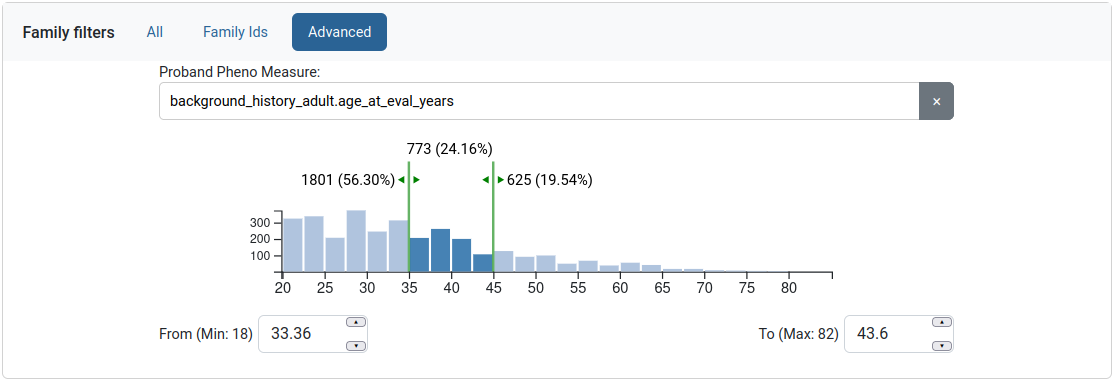 Family filters All Family Ids Advanced
Proband Pheno Measure:
background_history_adult.age_at_eval_years ×
773 (24.16%)
1801 (56.30%) 625 (19.54%)
300
200
100
20 25 30 35 40 45 50 55 60 65 70 75 80
From (Min: 18) 33.36 To (Max: 82) 43.6